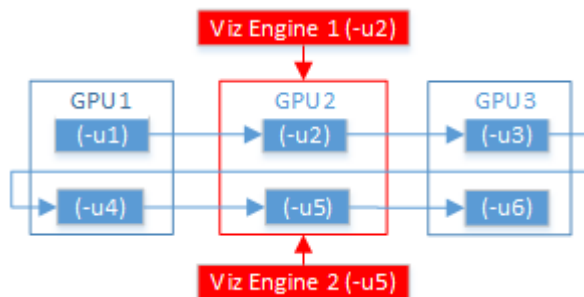 Viz Engine 1 (-u2)
GPU1 GPU2 GPU3
(-u1) (-u2) (-u3)
(-u4) (-u5) (-u6)
Viz Engine 2 (-u5)